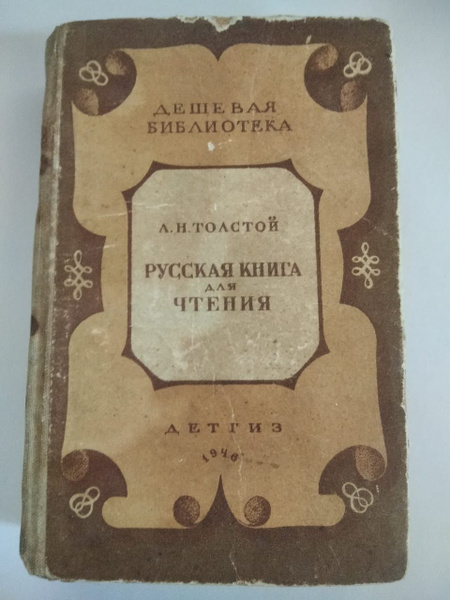 ДЕШЕВАЯ
БИБЛИОТЕКА
Л.Н.ТОЛСТОЙ
РУССКАЯ КНИГА
для
ЧТЕНИЯ
ДЕТГИЗ
1946